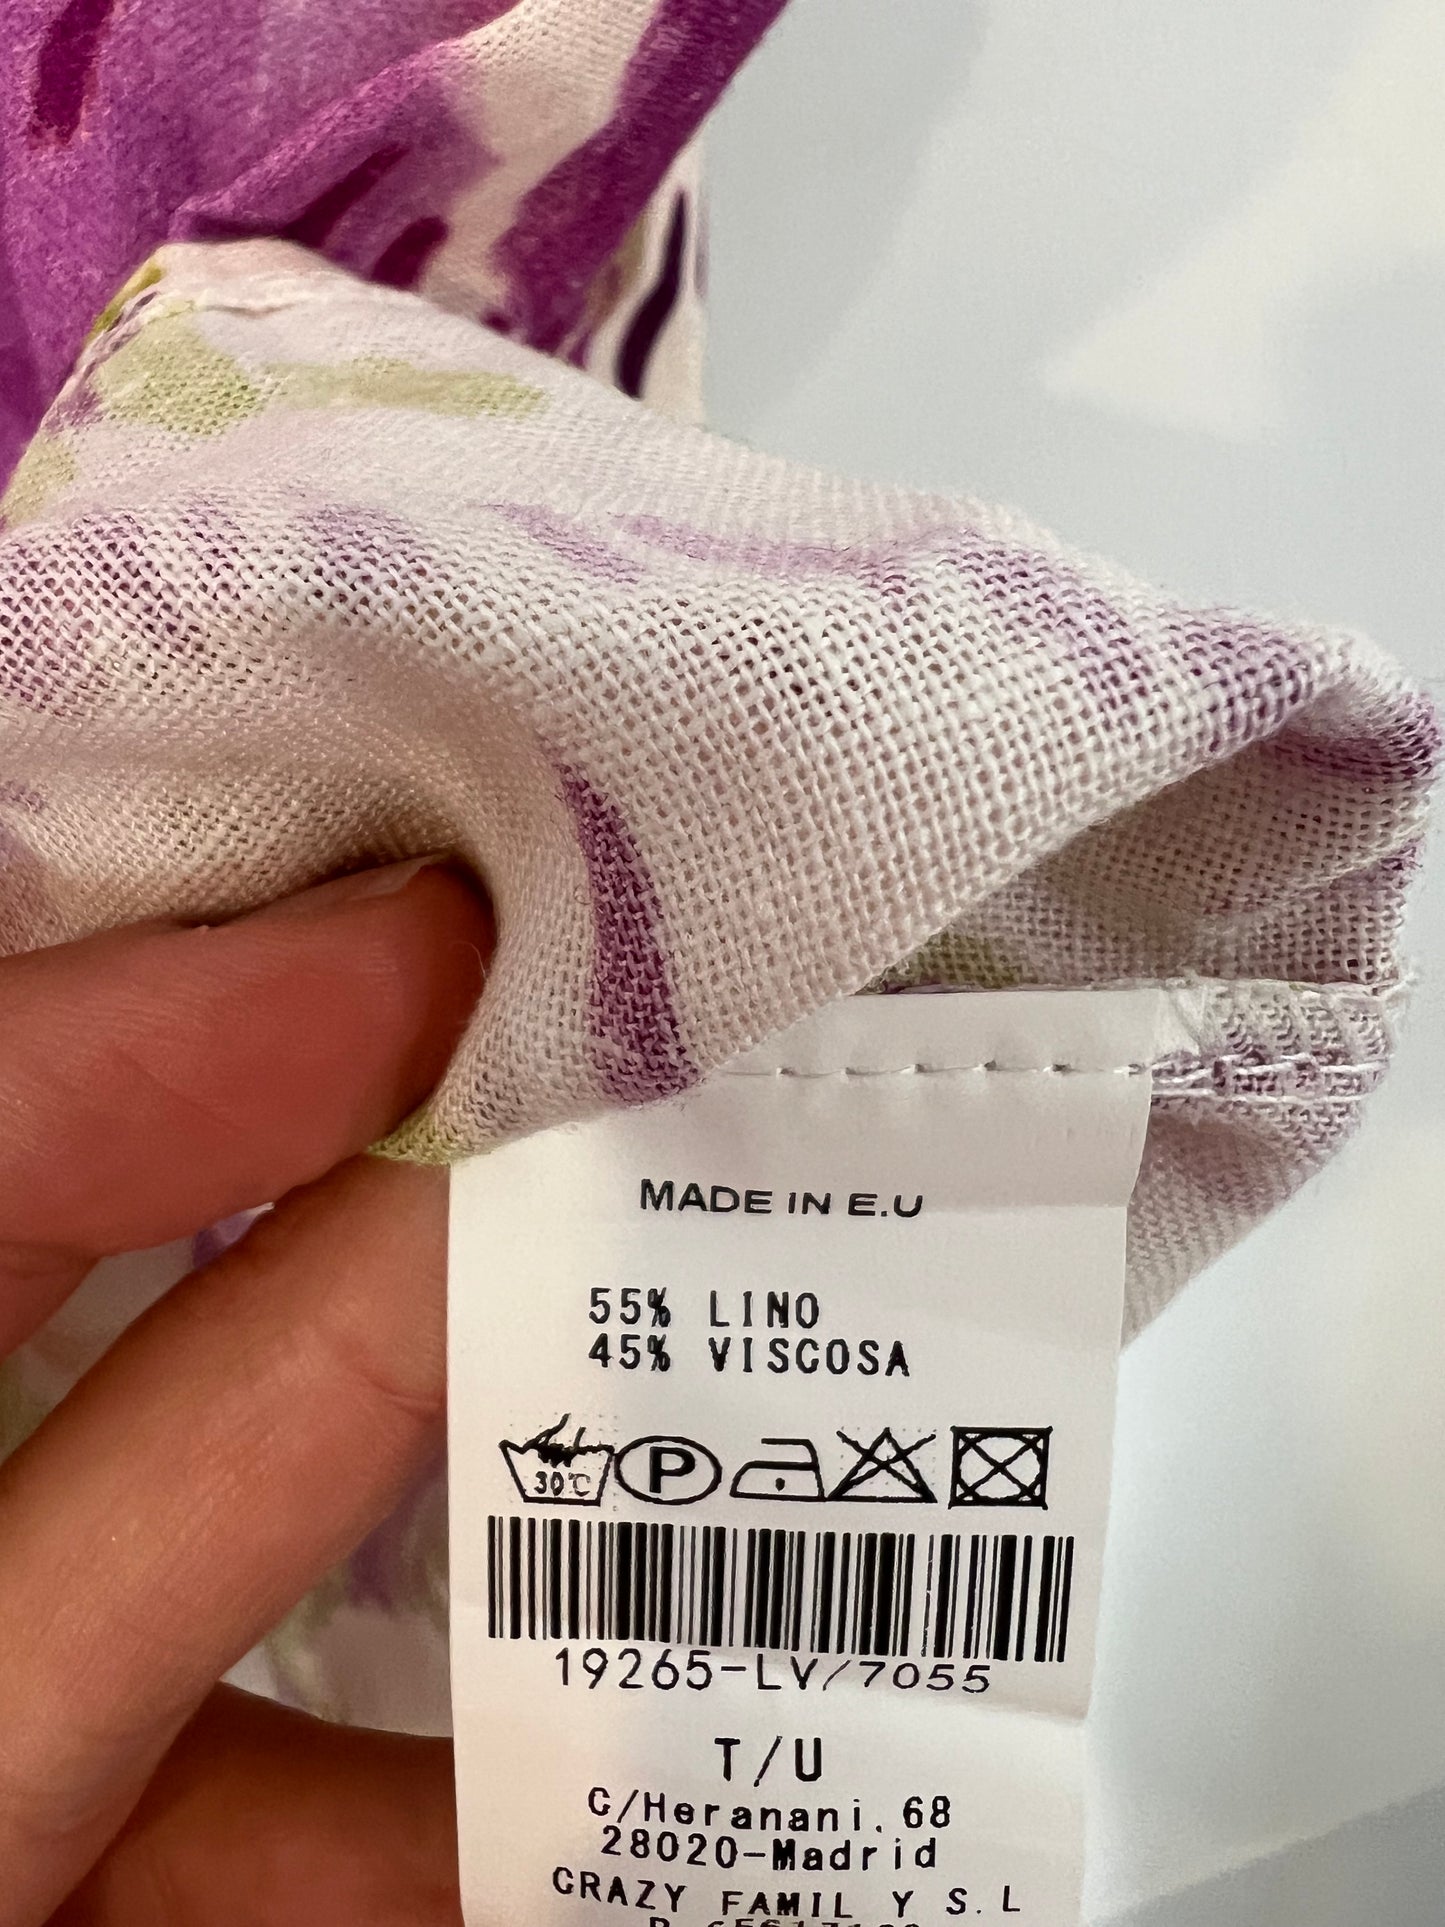 MADE IN E.U
55% LINO
45% VISCOSA
30℃ P
19265-LV/7055
T/U
C/Heranani.68
28020-Madrid
CRAZY FAMIL Y S.L